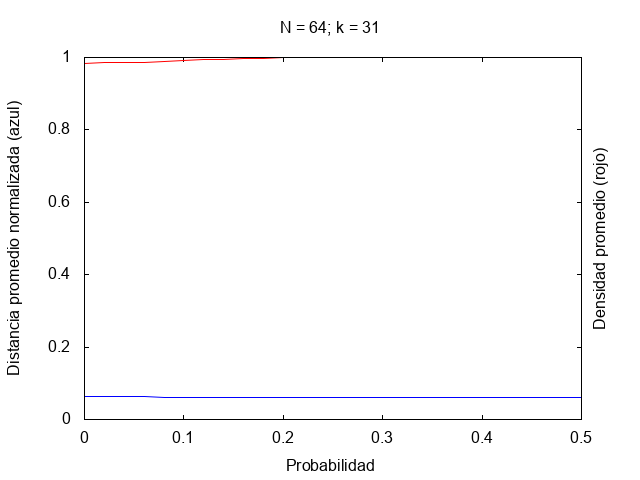 N = 64; k = 31
Distancia promedio normalizada (azul)
1
0.8
0.6
0.4
0.2
0
0 0.1 0.2 0.3 0.4 0.5
Probabilidad
Densidad promedio (rojo)